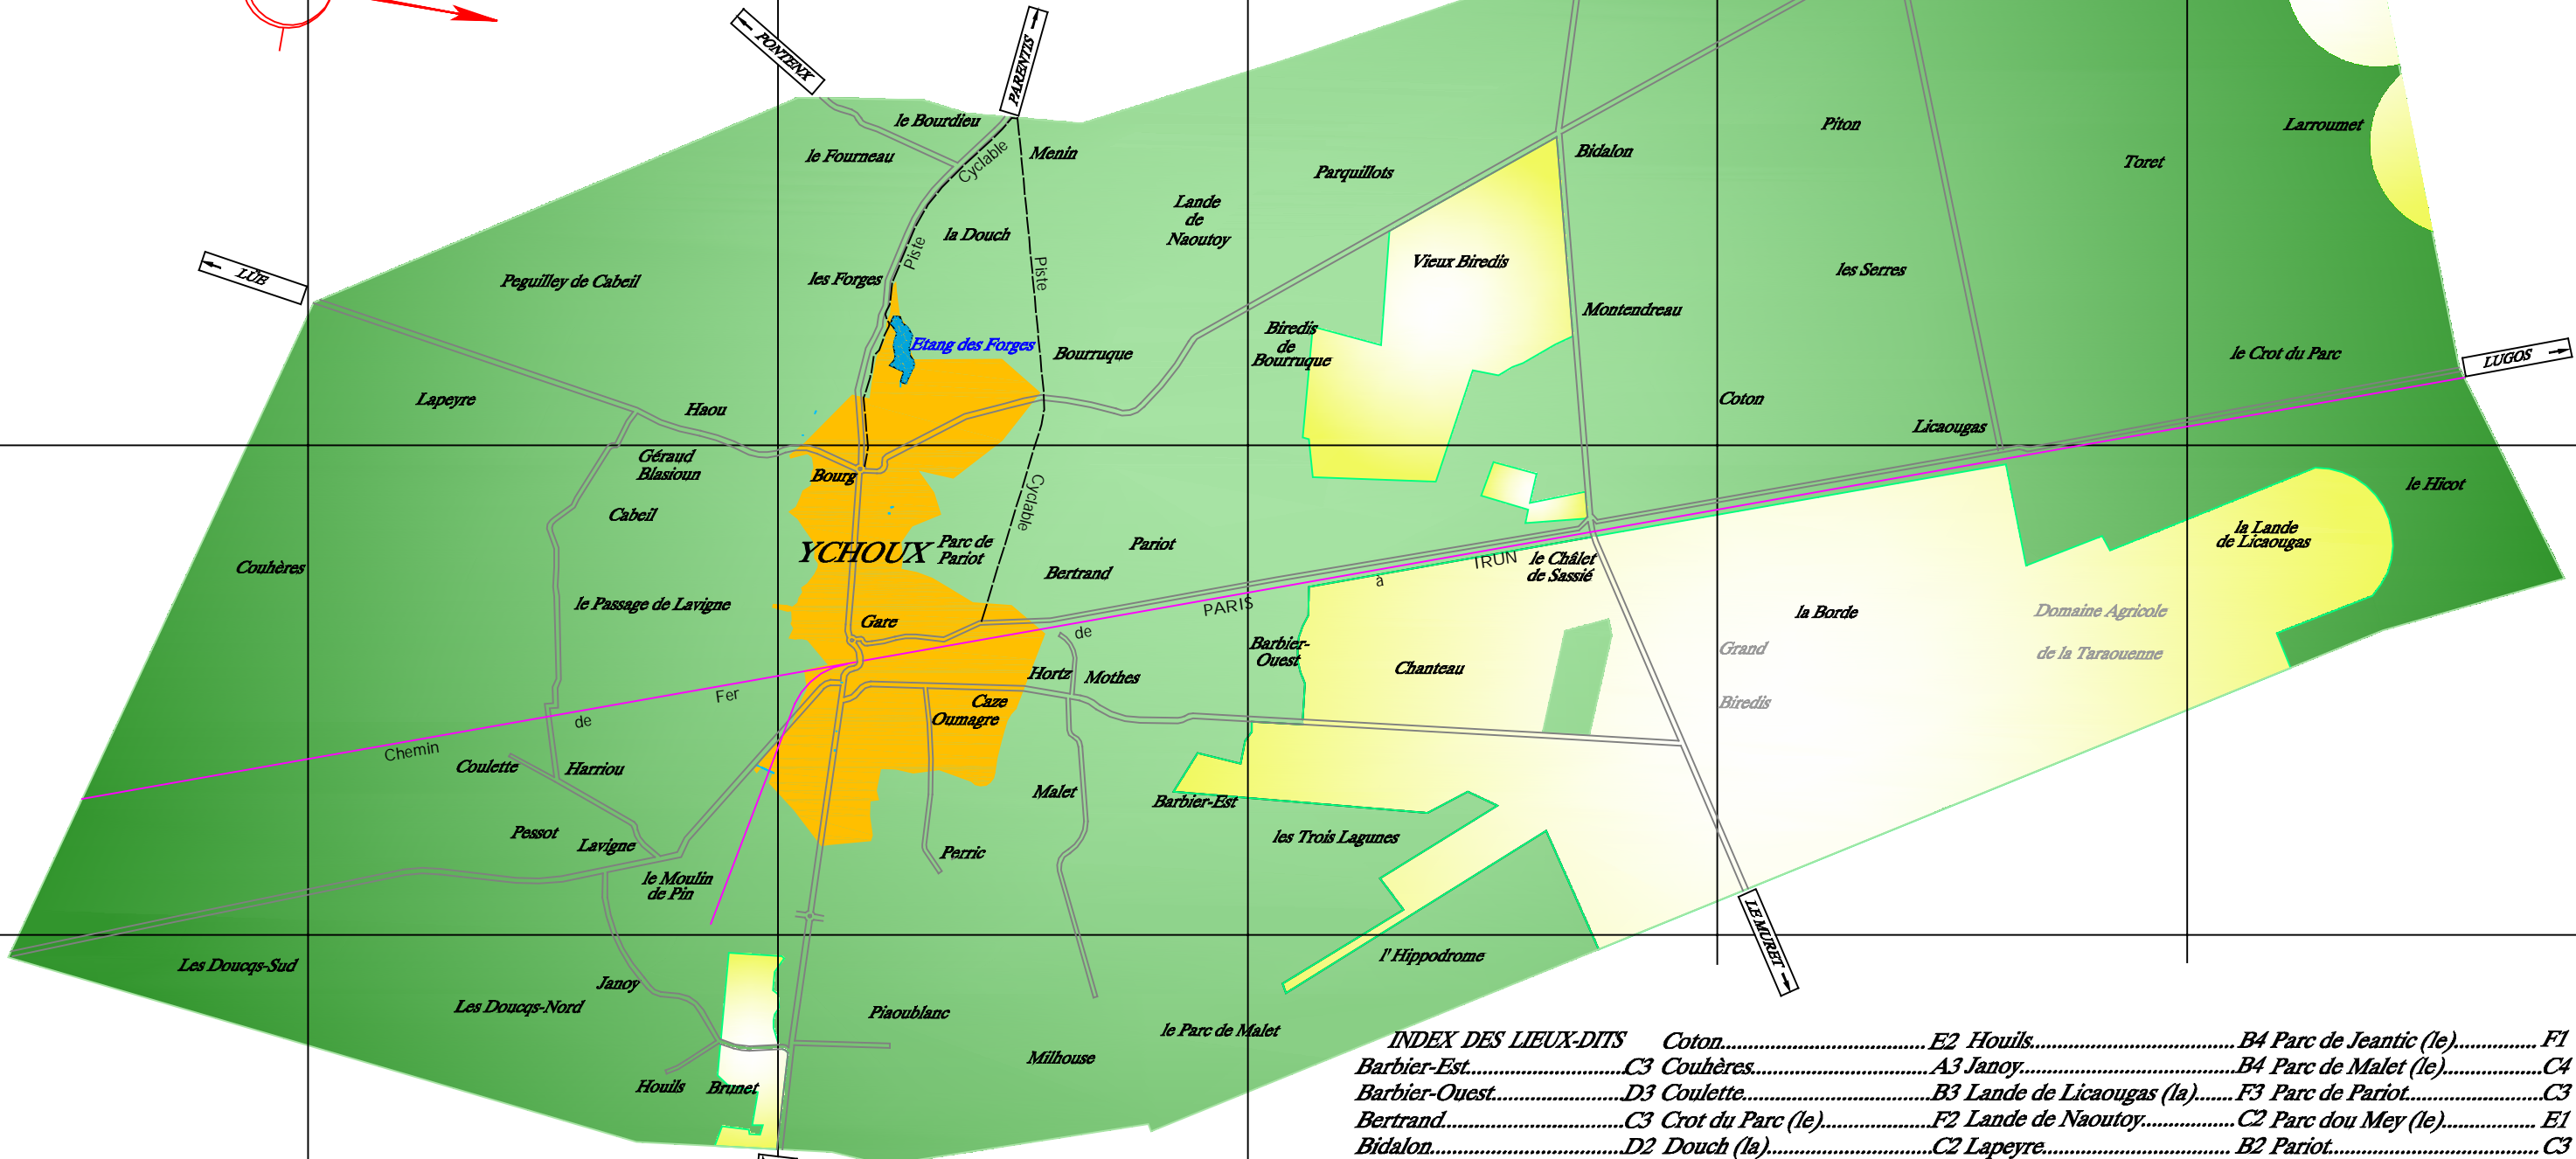 PONTENX
PARENTIS
le Bourdieu
le Fourneau
Cyclable
Menin
Parquillots
Bidalon
Piton
Toret
Larroumet
Lande
de
Naoutoy
la Douch
Piste
Piste
LÜE
Peguilley de Cabeil
les Forges
Vieux Biredis
les Serres
Montendreau
Etang des Forges
Bourruque
Biredis
de
Bourruque
le Crot du Parc
LUGOS
Lapeyre
Haou
Coton
Licaougas
Géraud
Blasioun
Bourg
Cyclable
le Hicot
Cabeil
la Lande
de Licaougas
YCHOUX
Parc de
Pariot
Pariot
Couhères
Bertrand
le Châlet
de Sassié
le Passage de Lavigne
Gare
Chemin de Fer de PARIS à IRUN
la Borde
Domaine Agricole
de la Taraouenne
Barbier-
Ouest
Chanteau
Grand
Biredis
Hortz
Mothes
Caze
Oumagre
Coulette
Harriou
Malet
Barbier-Est
Pessot
Lavigne
Perric
les Trois Lagunes
le Moulin
de Pin
LE MURET
l' Hippodrome
Les Doucqs-Sud
Janoy
Les Doucqs-Nord
Piaoublanc
le Parc de Malet
Milhouse
Houils
Brunet
INDEX DES LIEUX-DITS
Barbier-Est..............................C3
Barbier-Ouest.........................D3
Bertrand..................................C3
Bidalon....................................D2
Coton.......................................E2
Couhères..................................A3
Coulette...................................B3
Crot du Parc (le).....................F2
Douch (la)...............................C2
Houils......................................B4
Janoy........................................B4
Lande de Licaougas (la).......F3
Lande de Naoutoy.................C2
Lapeyre...................................B2
Parc de Jeantic (le)...............F1
Parc de Malet (le)..................C4
Parc de Pariot.........................C3
Parc dou Mey (le).................E1
Pariot.......................................C3